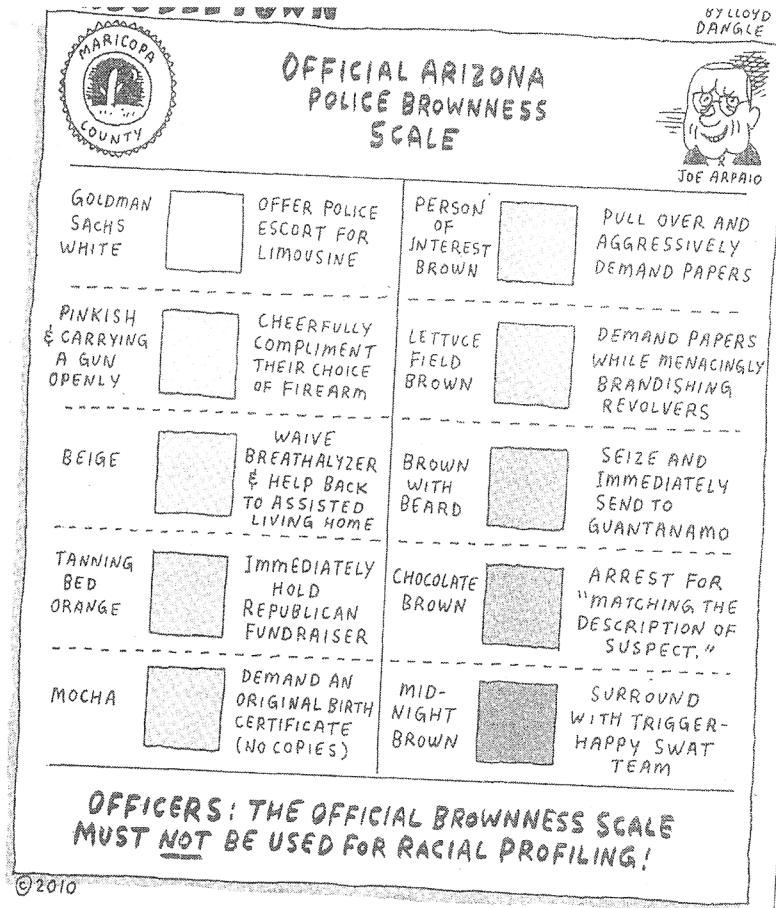 BY LLOYD
DANGLE
MARICOPA
COUNTY
OFFICIAL ARIZONA
POLICE BROWNNESS
SCALE
JOE ARPAIO
GOLDMAN
SACHS
WHITE
OFFER POLICE
ESCORT FOR
LIMOUSINE
PINKISH
& CARRYING
A GUN
OPENLY
CHEERFULLY
COMPLIMENT
THEIR CHOICE
OF FIREARM
BEIGE
WAIVE
BREATHALYZER
& HELP BACK
TO ASSISTED
LIVING HOME
TANNING
BED
ORANGE
IMMEDIATELY
HOLD
REPUBLICAN
FUNDRAISER
MOCHA
DEMAND AN
ORIGINAL BIRTH
CERTIFICATE
(NO COPIES)
PERSON
OF
INTEREST
BROWN
PULL OVER AND
AGGRESSIVELY
DEMAND PAPERS
LETTUCE
FIELD
BROWN
DEMAND PAPERS
WHILE MENACINGLY
BRANDISHING
REVOLVERS
BROWN
WITH
BEARD
SEIZE AND
IMMEDIATELY
SEND TO
GUANTANAMO
CHOCOLATE
BROWN
ARREST FOR
"MATCHING THE
DESCRIPTION OF
SUSPECT."
MID-
NIGHT
BROWN
SURROUND
WITH TRIGGER-
HAPPY SWAT
TEAM
OFFICERS: THE OFFICIAL BROWNNESS SCALE
MUST NOT BE USED FOR RACIAL PROFILING!
©2010